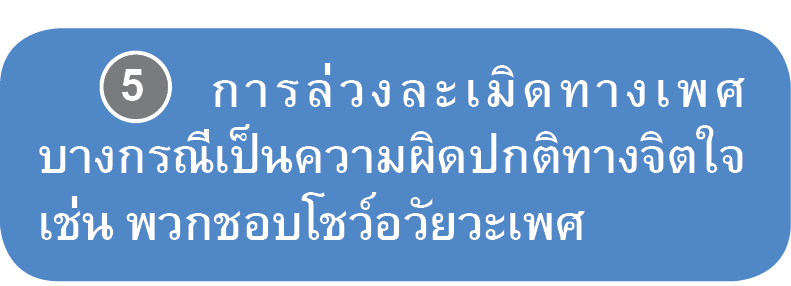 5 การล่วงละเมิดทางเพศ
บางกรณีเป็นความผิดปกติทางจิตใจ
เช่น พวกชอบโชว์อวัยวะเพศ